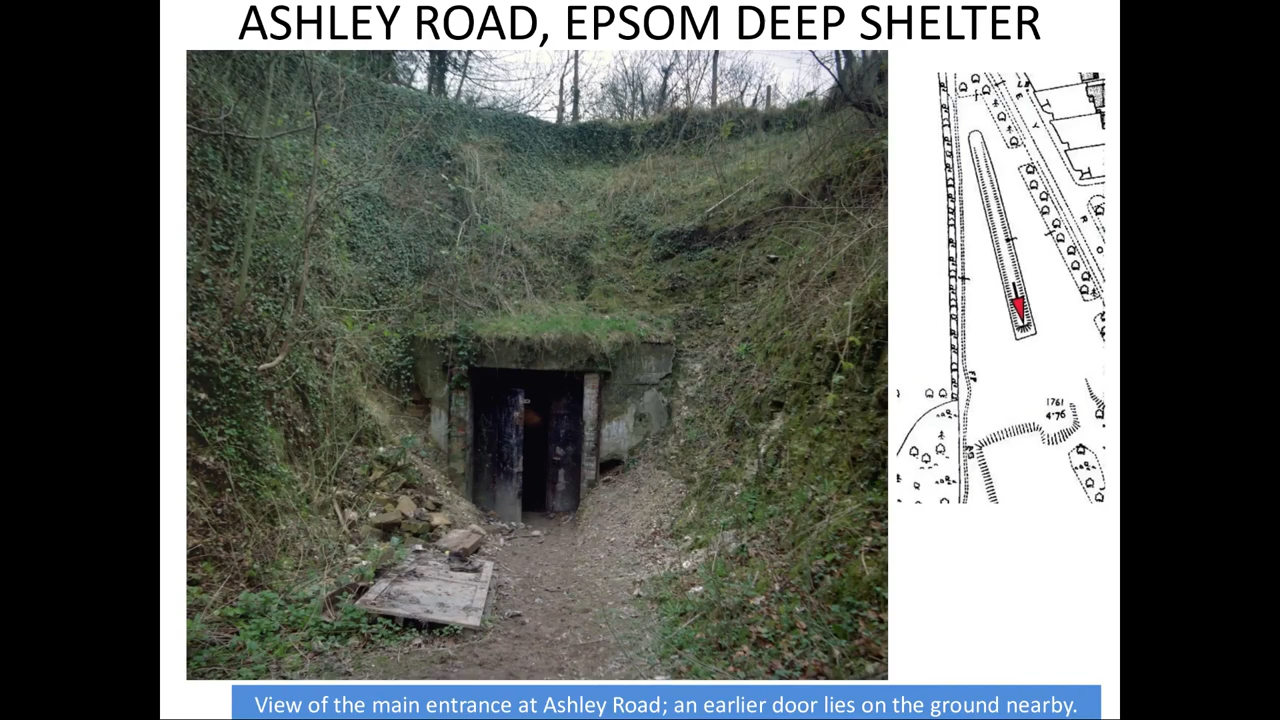 ASHLEY ROAD, EPSOM DEEP SHELTER
1761
4·76
View of the main entrance at Ashley Road; an earlier door lies on the ground nearby.